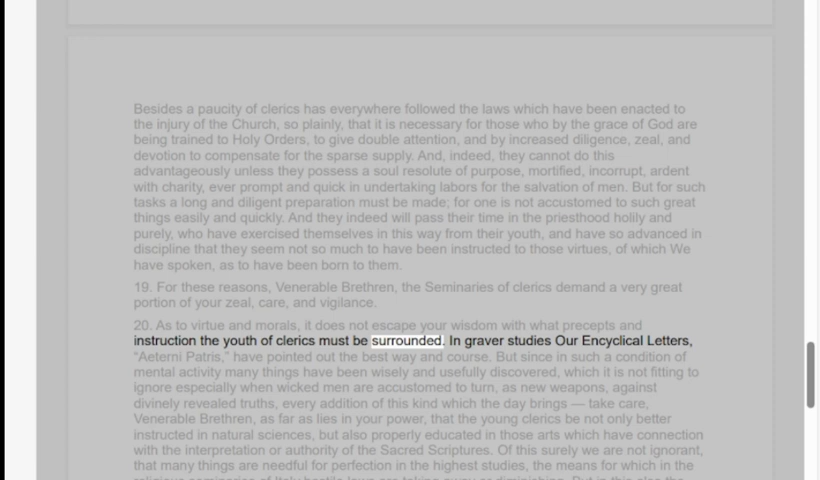 Besides a paucity of clerics has everywhere followed the laws which have been enacted to
the injury of the Church, so plainly, that it is necessary for those who by the grace of God are
being trained to Holy Orders, to give double attention, and by increased diligence, zeal, and
devotion to compensate for the sparse supply. And, indeed, they cannot do this
advantageously unless they possess a soul resolute of purpose, mortified, incorrupt, ardent
with charity, ever prompt and quick in undertaking labors for the salvation of men. But for such
tasks a long and diligent preparation must be made; for one is not accustomed to such great
things easily and quickly. And they indeed will pass their time in the priesthood holily and
purely, who have exercised themselves in this way from their youth, and have so advanced in
discipline that they seem not so much to have been instructed to those virtues, of which We
have spoken, as to have been born to them.
19. For these reasons, Venerable Brethren, the Seminaries of clerics demand a very great
portion of your zeal, care, and vigilance.
20. As to virtue and morals, it does not escape your wisdom with what precepts and
instruction the youth of clerics must be surrounded. In graver studies Our Encyclical Letters,
“Aeterni Patris,” have pointed out the best way and course. But since in such a condition of
mental activity many things have been wisely and usefully discovered, which it is not fitting to
ignore especially when wicked men are accustomed to turn, as new weapons, against
divinely revealed truths, every addition of this kind which the day brings — take care,
Venerable Brethren, as far as lies in your power, that the young clerics be not only better
instructed in natural sciences, but also properly educated in those arts which have connection
with the interpretation or authority of the Sacred Scriptures. Of this surely we are not ignorant,
that many things are needful for perfection in the highest studies, the means for which in the